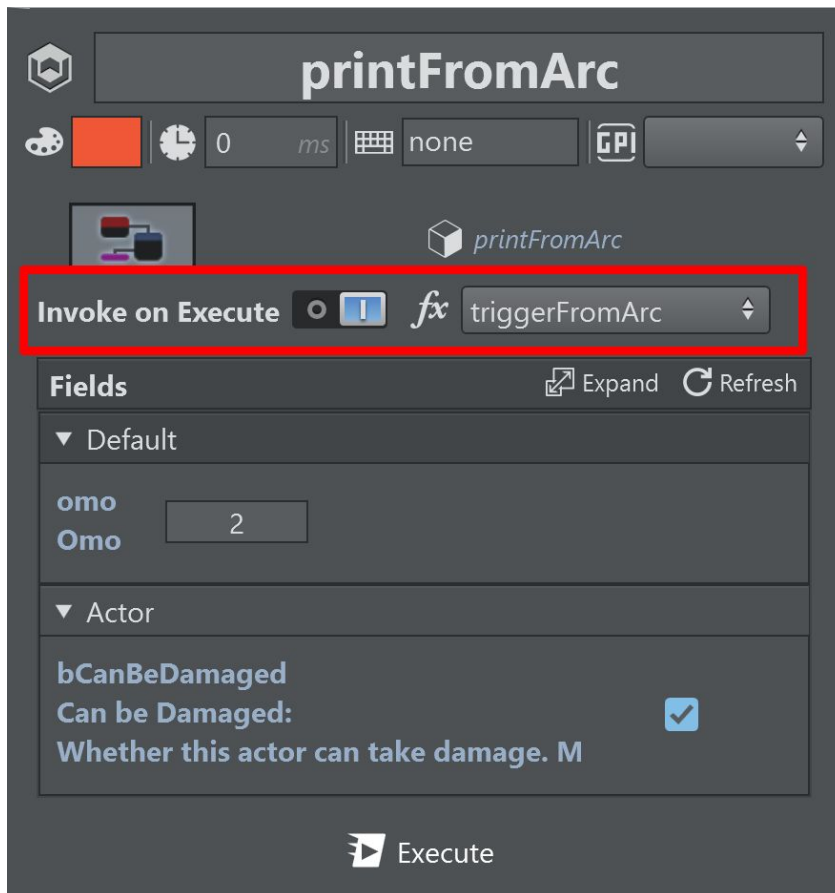 printFromArc
0 ms none GPI
printFromArc
Invoke on Execute fx triggerFromArc
Fields Expand Refresh
Default
omo
Omo
2
Actor
bCanBeDamaged
Can be Damaged:
Whether this actor can take damage. M
Execute